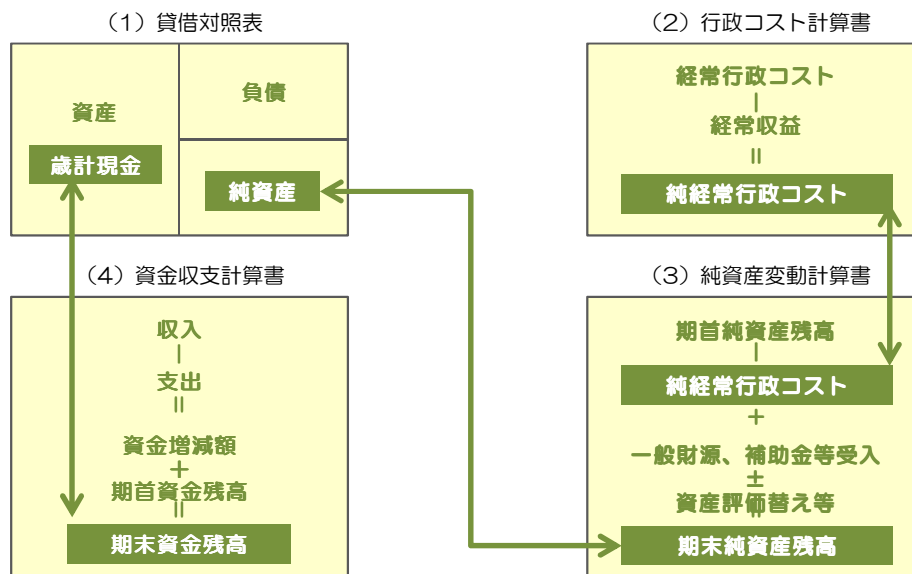 （1）貸借対照表
資産
歳計現金
負債
純資産
（2）行政コスト計算書
経常行政コスト
－
経常収益
＝
純経常行政コスト
（4）資金収支計算書
収入
－
支出
＝
資金増減額
＋
期首資金残高
＝
期末資金残高
（3）純資産変動計算書
期首純資産残高
－
純経常行政コスト
＋
一般財源、補助金等受入
±
資産評価替え等
＝
期末純資産残高